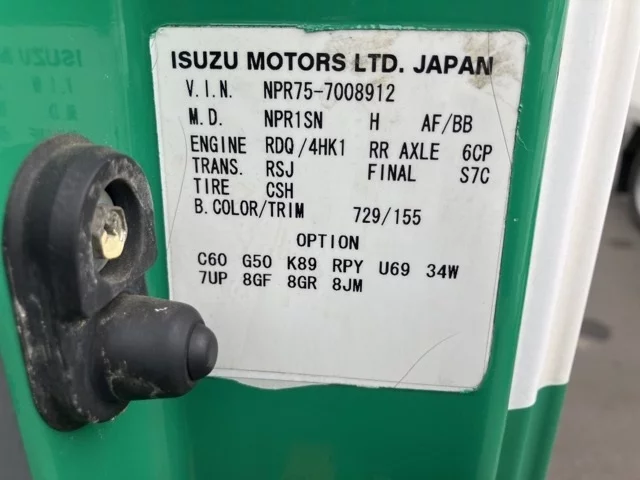 ISUZU MOTORS LTD. JAPAN
V.I.N. NPR75-7008912
M.D. NPR1SN H AF/BB
ENGINE RDQ/4HK1 RR AXLE 6CP
TRANS. RSJ FINAL S7C
TIRE CSH
B.COLOR/TRIM 729/155
OPTION
C60 G50 K89 RPY U69 34W
7UP 8GF 8GR 8JM